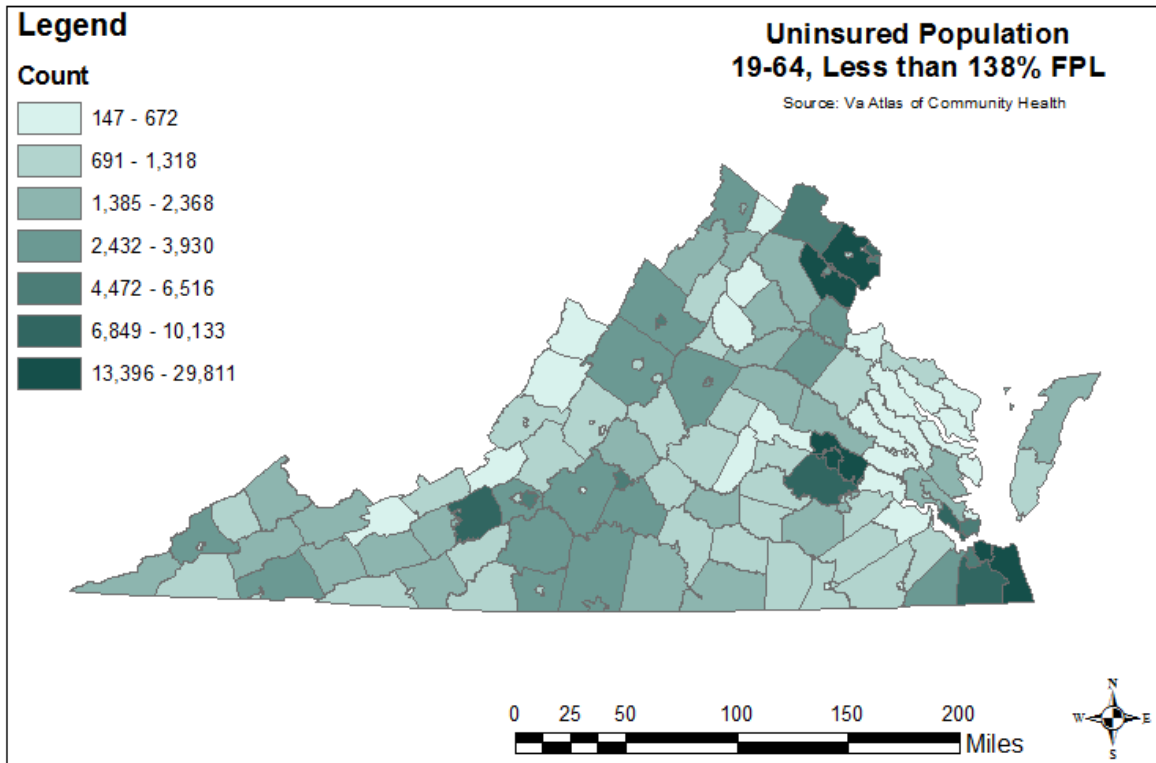 Legend
Uninsured Population
19-64, Less than 138% FPL
Source: Va Atlas of Community Health
Count
147 - 672
691 - 1,318
1,385 - 2,368
2,432 - 3,930
4,472 - 6,516
6,849 - 10,133
13,396 - 29,811
0 25 50 100 150 200
Miles
N
W E
S